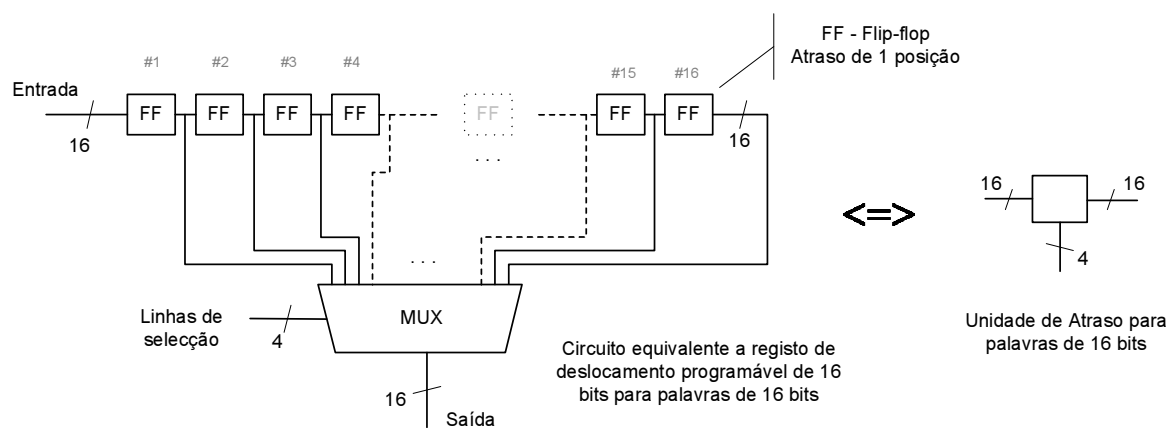 FF - Flip-flop
Atraso de 1 posição
#1 #2 #3 #4 #15 #16
Entrada
FF FF FF FF FF FF FF
16 16
. . .
16 16
4
. . .
MUX
Linhas de
selecção
4
Unidade de Atraso para
palavras de 16 bits
Circuito equivalente a registo de
deslocamento programável de 16
bits para palavras de 16 bits
16
Saída